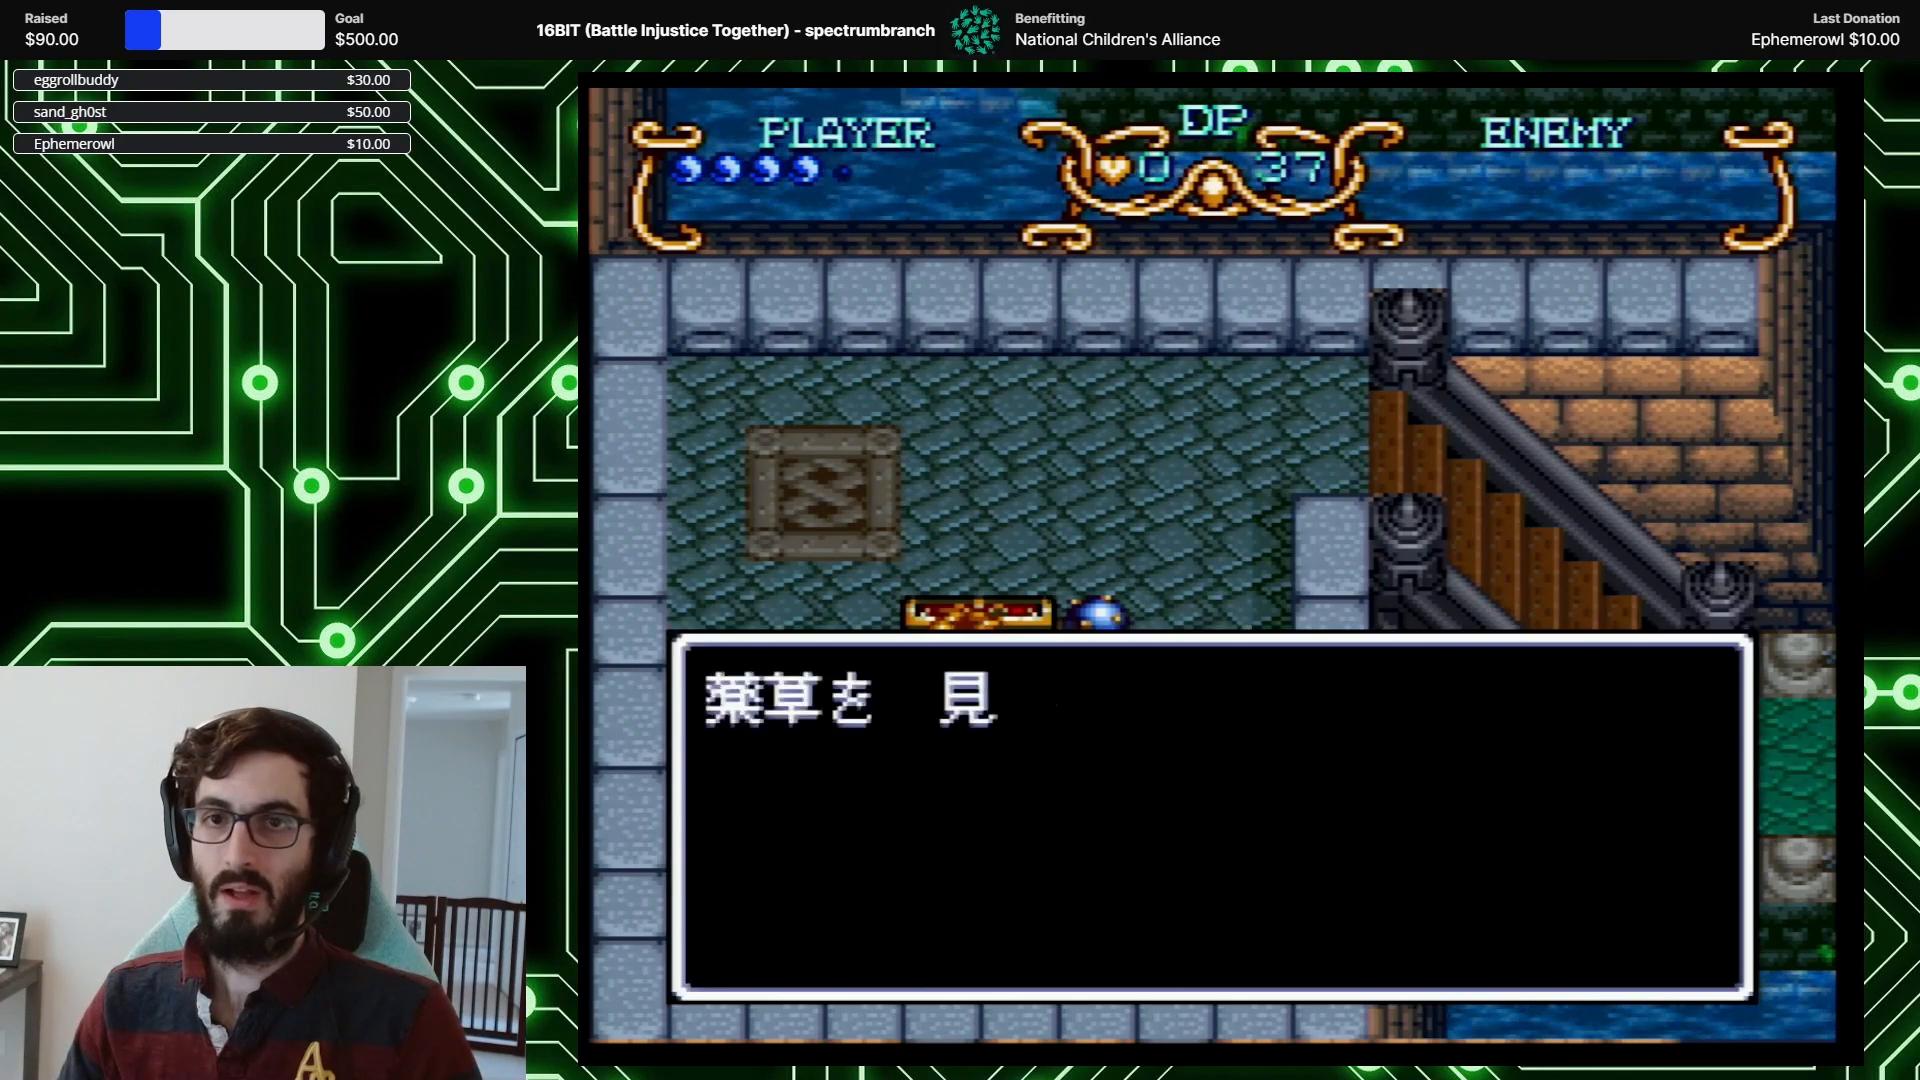 Raised
$90.00
Goal
$500.00
16BIT (Battle Injustice Together) - spectrumbranch
Benefitting
National Children's Alliance
Last Donation
Ephemerowl $10.00
eggrollbuddy $30.00
sand_gh0st $50.00
Ephemerowl $10.00
PLAYER
DP
ENEMY
0 37
薬草を 見